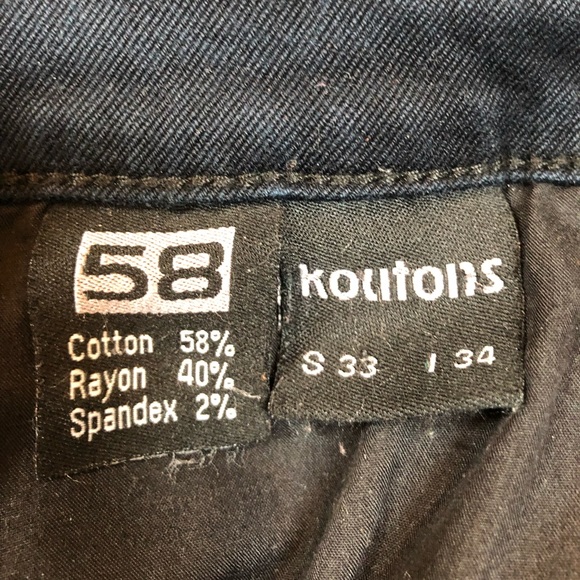 58
Cotton 58%
Rayon 40%
Spandex 2%
koutons
S 33 I 34